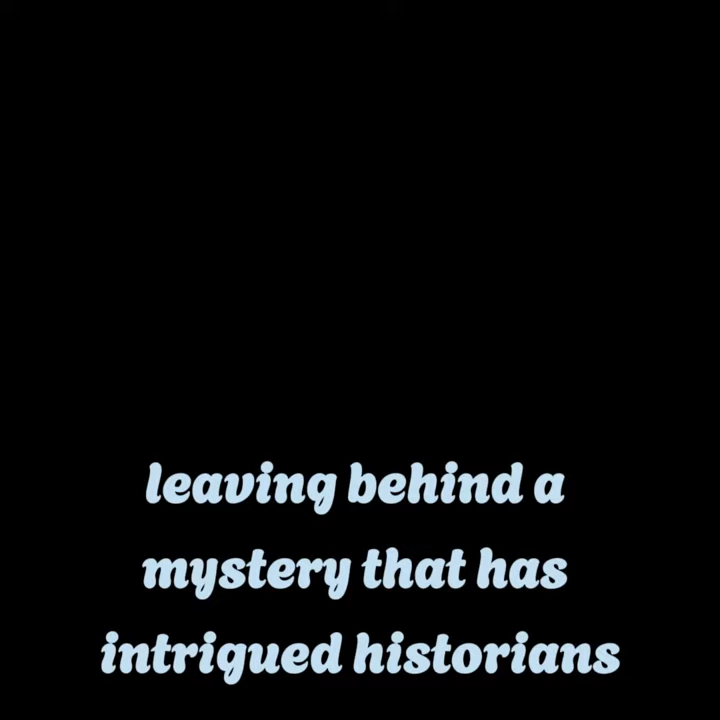 leaving behind a
mystery that has
intrigued historians